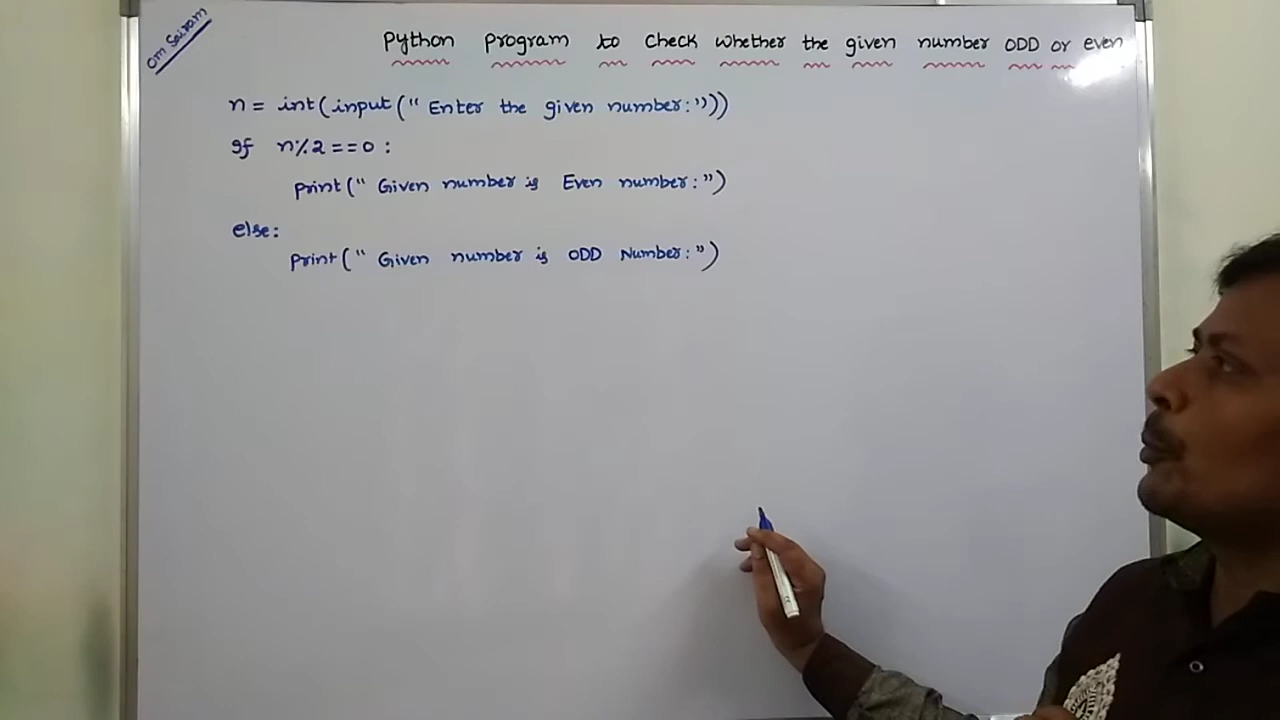 Om Sairam
Python program to check whether the given number ODD or even
n = int(input("Enter the given number:"))
If n%2==0:
print("Given number is Even number:")
else:
print("Given number is ODD Number:")